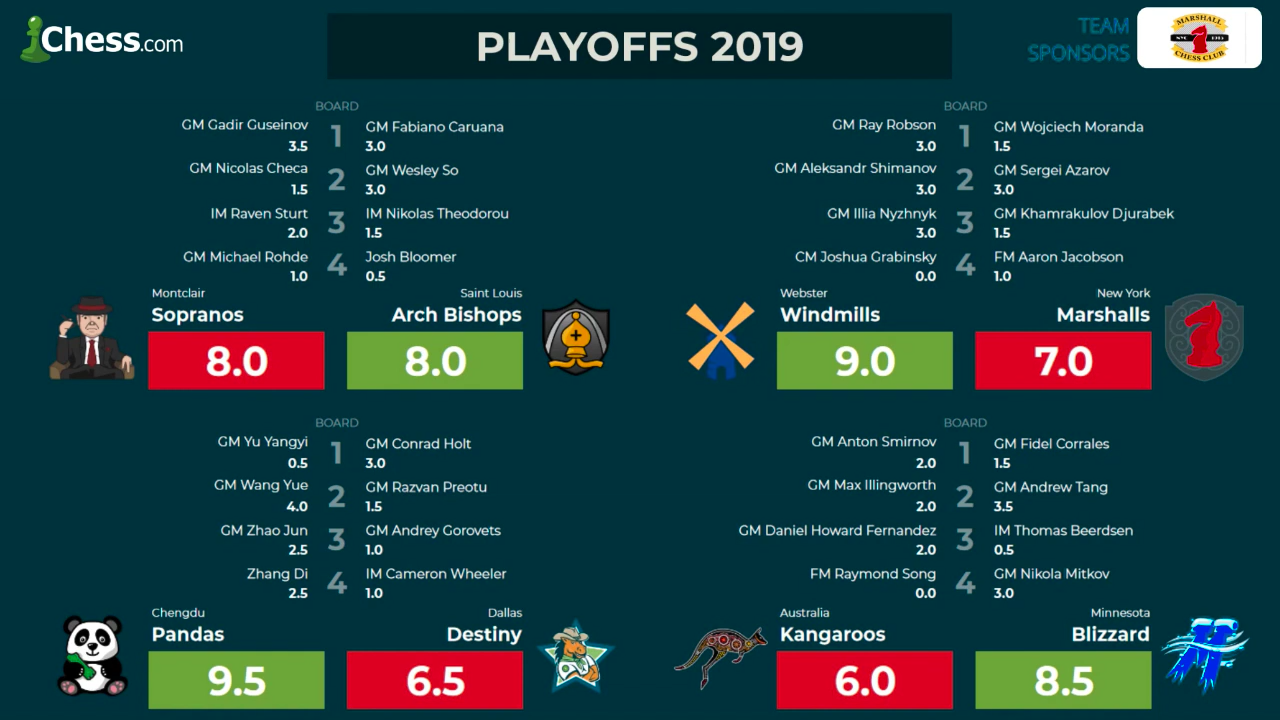 Chess.com
PLAYOFFS 2019
TEAM
SPONSORS
MARSHALL
NYC 1915
CHESS CLUB
BOARD
GM Gadir Guseinov
3.5
1
GM Fabiano Caruana
3.0
GM Nicolas Checa
1.5
2
GM Wesley So
3.0
IM Raven Sturt
2.0
3
IM Nikolas Theodorou
1.5
GM Michael Rohde
1.0
4
Josh Bloomer
0.5
Montclair
Sopranos
8.0
Saint Louis
Arch Bishops
8.0
BOARD
GM Ray Robson
3.0
1
GM Wojciech Moranda
1.5
GM Aleksandr Shimanov
3.0
2
GM Sergei Azarov
3.0
GM Illia Nyzhnyk
3.0
3
GM Khamrakulov Djurabek
1.5
CM Joshua Grabinsky
0.0
4
FM Aaron Jacobson
1.0
Webster
Windmills
9.0
New York
Marshalls
7.0
BOARD
GM Yu Yangyi
0.5
1
GM Conrad Holt
3.0
GM Wang Yue
4.0
2
GM Razvan Preotu
1.5
GM Zhao Jun
2.5
3
GM Andrey Gorovets
1.0
Zhang Di
2.5
4
IM Cameron Wheeler
1.0
Chengdu
Pandas
9.5
Dallas
Destiny
6.5
BOARD
GM Anton Smirnov
2.0
1
GM Fidel Corrales
1.5
GM Max Illingworth
2.0
2
GM Andrew Tang
3.5
GM Daniel Howard Fernandez
2.0
3
IM Thomas Beerdsen
0.5
FM Raymond Song
0.0
4
GM Nikola Mitkov
3.0
Australia
Kangaroos
6.0
Minnesota
Blizzard
8.5